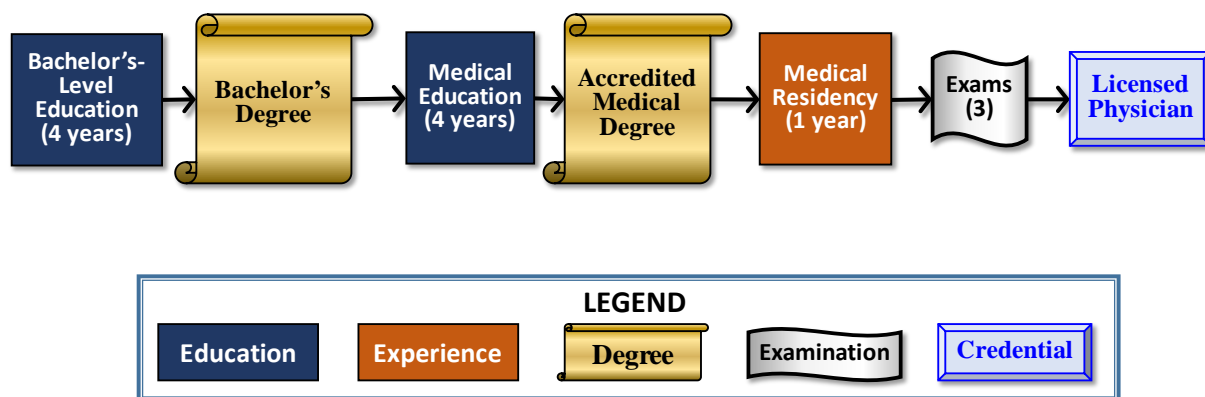 Bachelor’s-
Level
Education
(4 years)
Bachelor’s
Degree
Medical
Education
(4 years)
Accredited
Medical
Degree
Medical
Residency
(1 year)
Exams
(3)
Licensed
Physician
LEGEND
Education
Experience
Degree
Examination
Credential